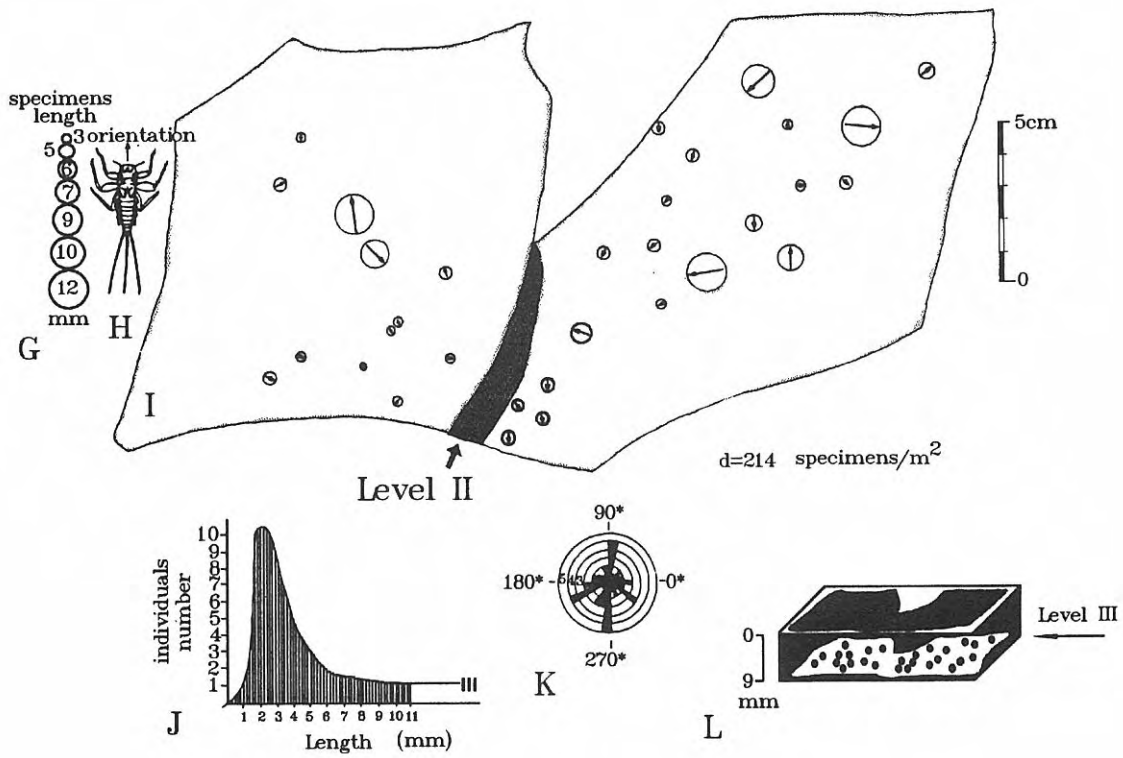 specimens
length
3 orientation
5
6
7
9
10
12
mm
G
H
I
5cm
0
Level II
d=214 specimens/m²
individuals
number
10
9
8
7
6
5
4
3
2
1
1 2 3 4 5 6 7 8 9 10 11
III
Length (mm)
J
90*
180*
543
0*
270*
K
0
9
mm
Level III
L